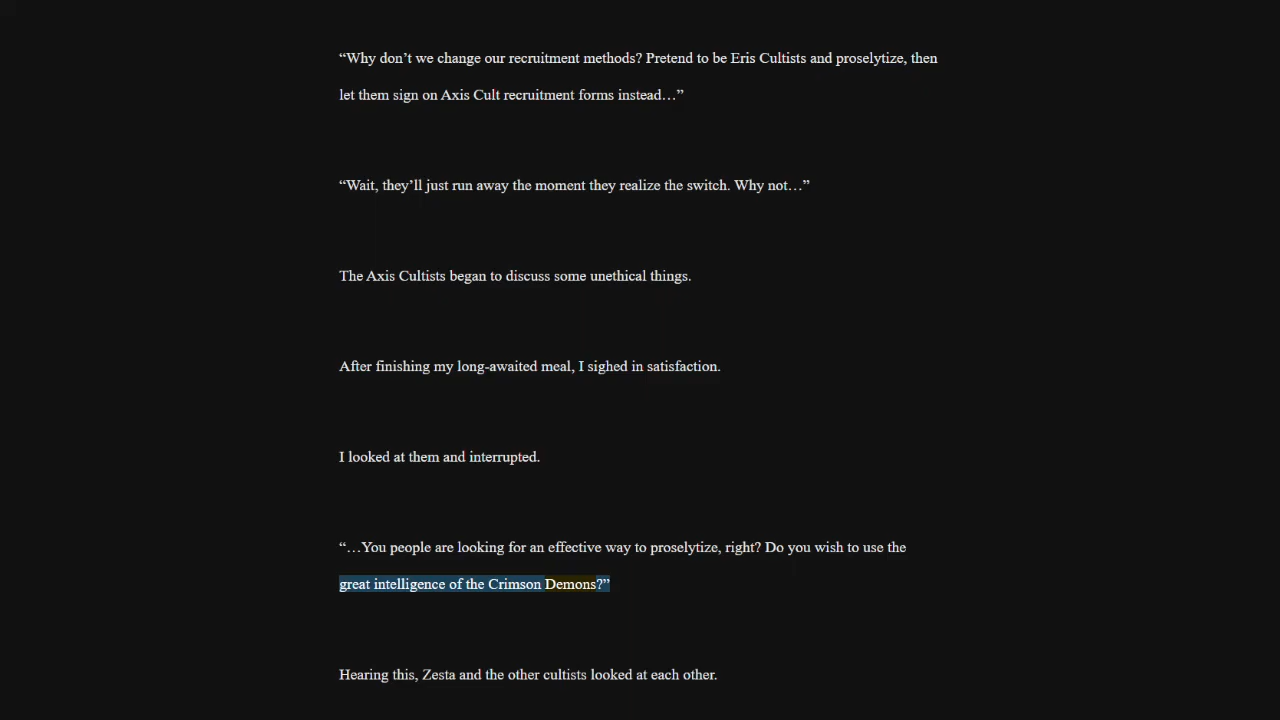 “Why don’t we change our recruitment methods? Pretend to be Eris Cultists and proselytize, then
let them sign on Axis Cult recruitment forms instead…”
“Wait, they’ll just run away the moment they realize the switch. Why not…”
The Axis Cultists began to discuss some unethical things.
After finishing my long-awaited meal, I sighed in satisfaction.
I looked at them and interrupted.
“…You people are looking for an effective way to proselytize, right? Do you wish to use the
great intelligence of the Crimson Demons?”
Hearing this, Zesta and the other cultists looked at each other.